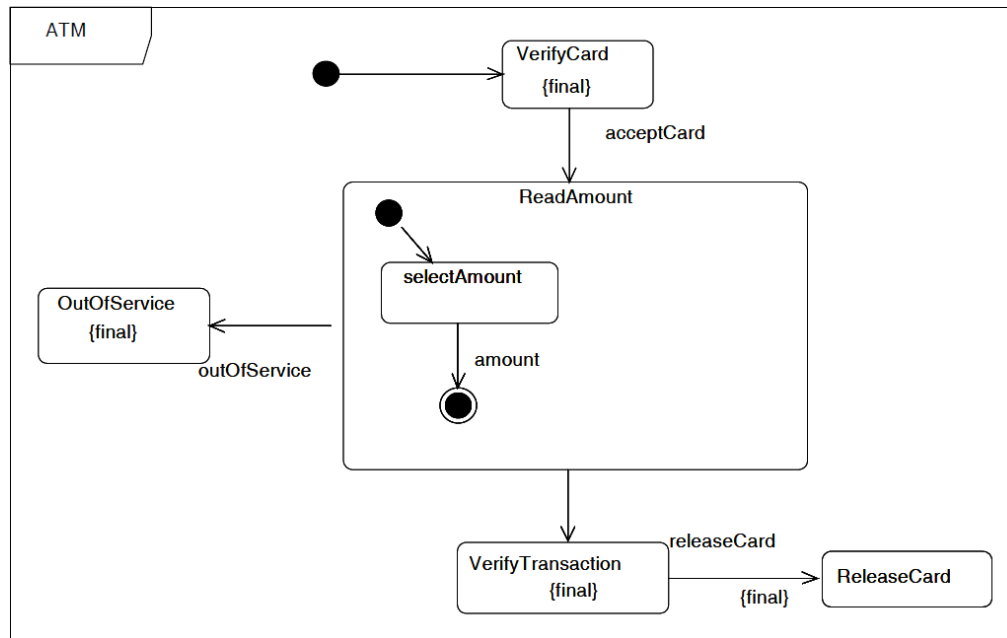 ATM
VerifyCard
{final}
acceptCard
ReadAmount
selectAmount
amount
OutOfService
{final}
outOfService
VerifyTransaction
{final}
releaseCard
{final}
ReleaseCard